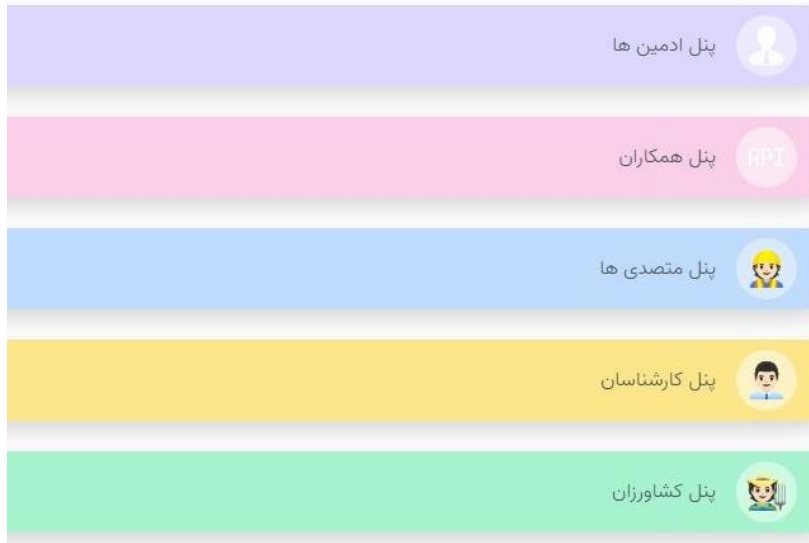 پنل ادمین ها
پنل همکاران
API
پنل متصدی ها
پنل کارشناسان
پنل کشاورزان